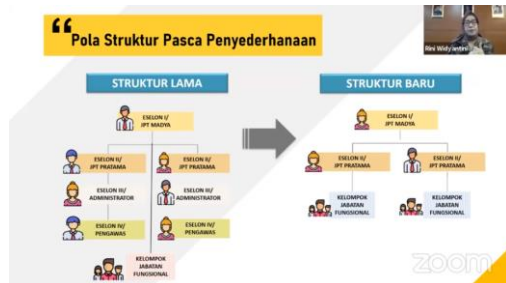 “Pola Struktur Pasca Penyederhanaan
Rini Widyantini
STRUKTUR LAMA
ESELON I/
JPT MADYA
ESELON II/
JPT PRATAMA
ESELON II/
JPT PRATAMA
ESELON III/
ADMINISTRATOR
ESELON III/
ADMINISTRATOR
ESELON IV/
PENGAWAS
ESELON IV/
PENGAWAS
KELOMPOK
JABATAN
FUNGSIONAL
STRUKTUR BARU
ESELON I/
JPT MADYA
ESELON II/
JPT PRATAMA
ESELON II/
JPT PRATAMA
KELOMPOK
JABATAN
FUNGSIONAL
KELOMPOK
JABATAN
FUNGSIONAL
zoom